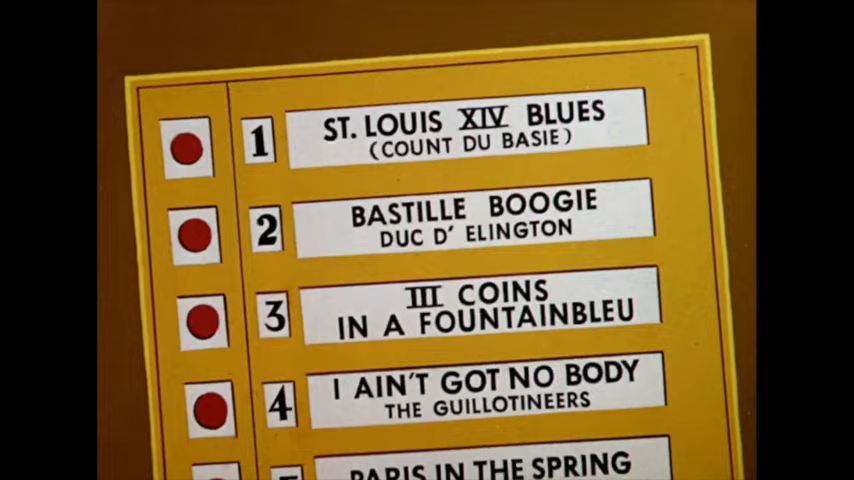 1
ST. LOUIS XIV BLUES
(COUNT DU BASIE)
2
BASTILLE BOOGIE
DUC D' ELINGTON
3
III COINS
IN A FOUNTAINBLEU
4
I AIN'T GOT NO BODY
THE GUILLOTINEERS
PARIS IN THE SPRING